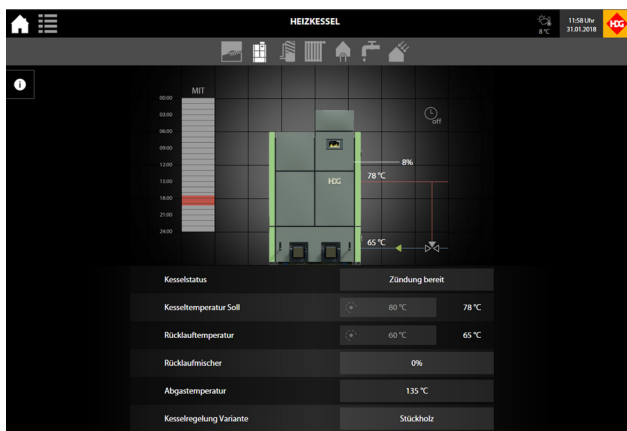 HEIZKESSEL
8 °C
11:58 Uhr
31.01.2018
HDG
MIT
00:00
03:00
06:00
09:00
12:00
15:00
18:00
21:00
24:00
off
8%
HDG
78 °C
65 °C
Kesselstatus Zündung bereit
Kesseltemperatur Soll 80 °C 78 °C
Rücklauftemperatur 60 °C 65 °C
Rücklaufmischer 0%
Abgastemperatur 135 °C
Kesselregelung Variante Stückholz